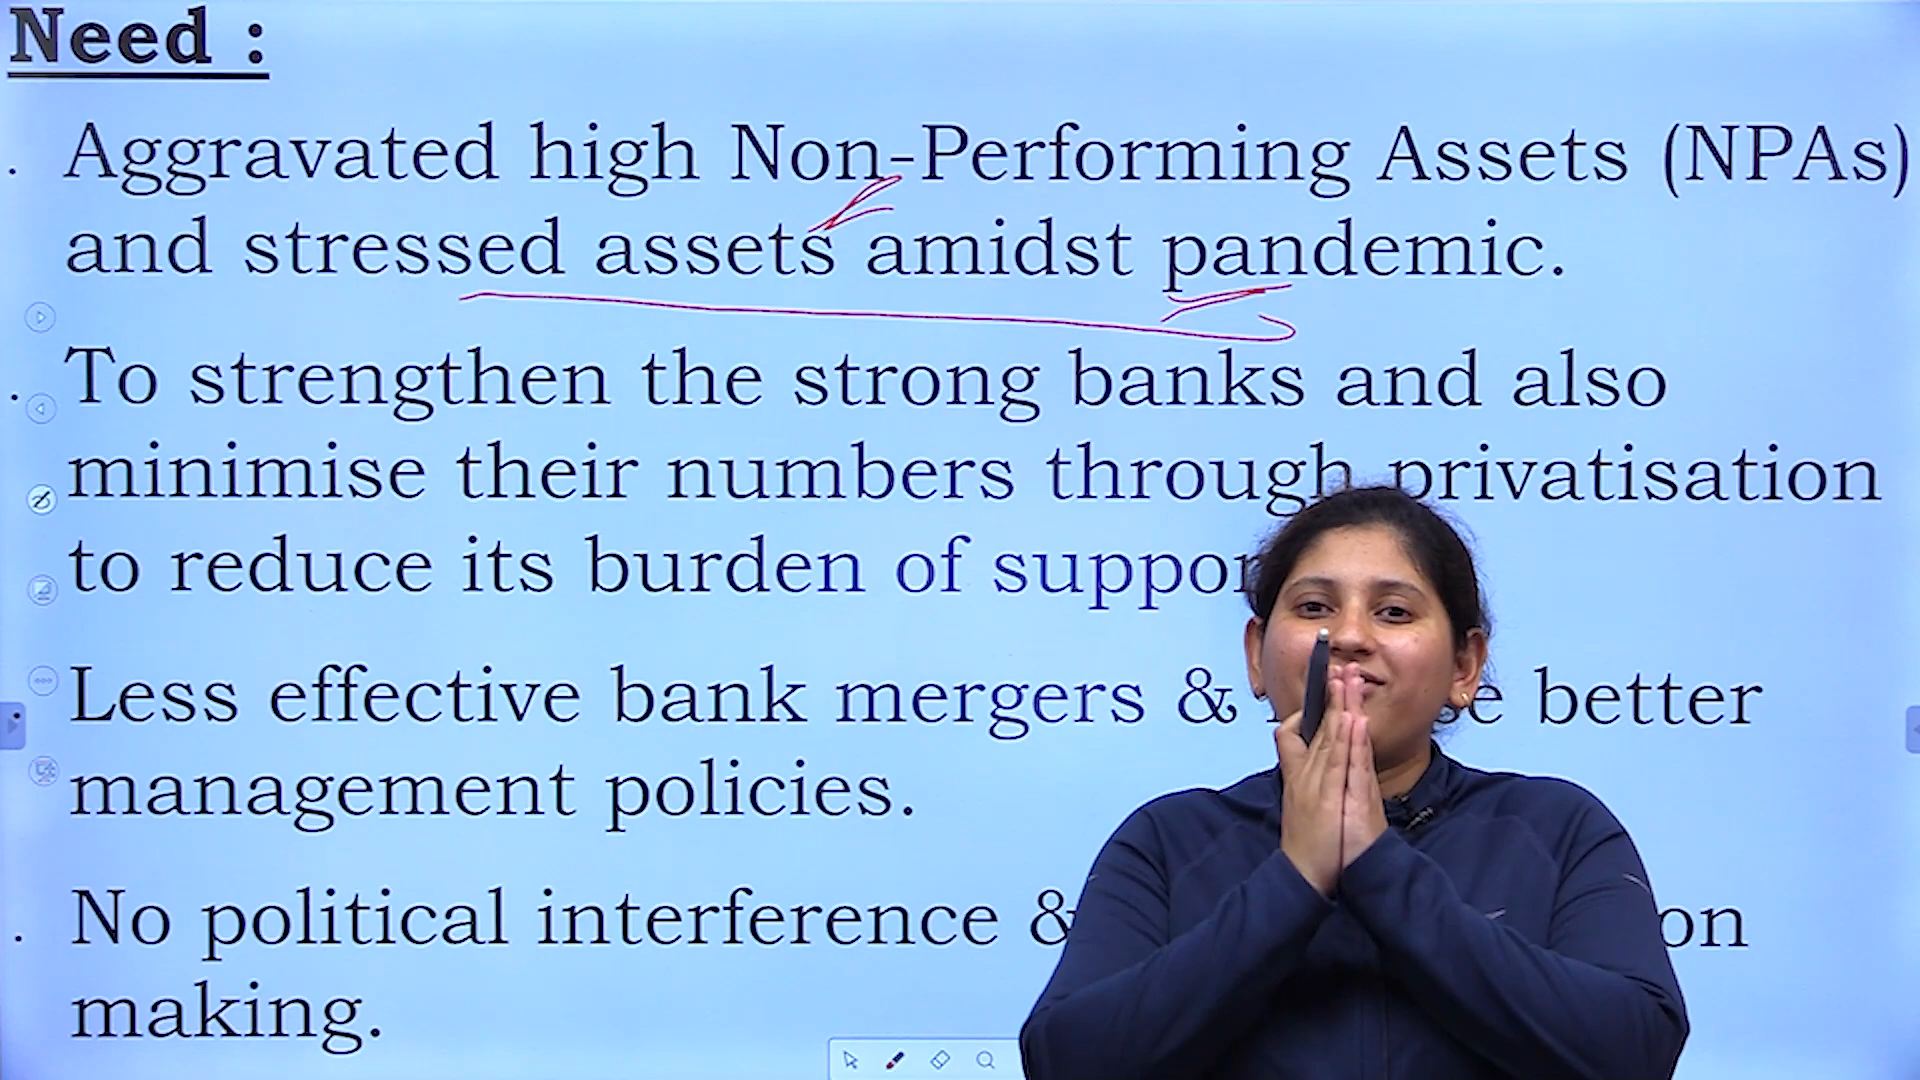 Need :
Aggravated high Non-Performing Assets (NPAs)
and stressed assets amidst pandemic.
To strengthen the strong banks and also
minimise their numbers through privatisation
to reduce its burden of
Less effective bank mergers & better
management policies.
No political interference &
making.